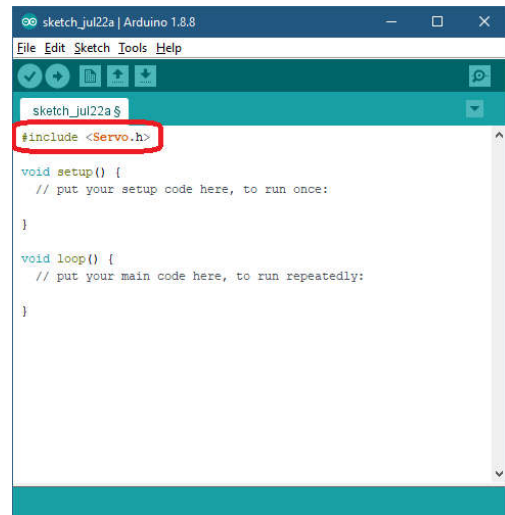 sketch_jul22a | Arduino 1.8.8
File Edit Sketch Tools Help
sketch_jul22a §
#include <Servo.h>
void setup() {
// put your setup code here, to run once:
}
void loop() {
// put your main code here, to run repeatedly:
}